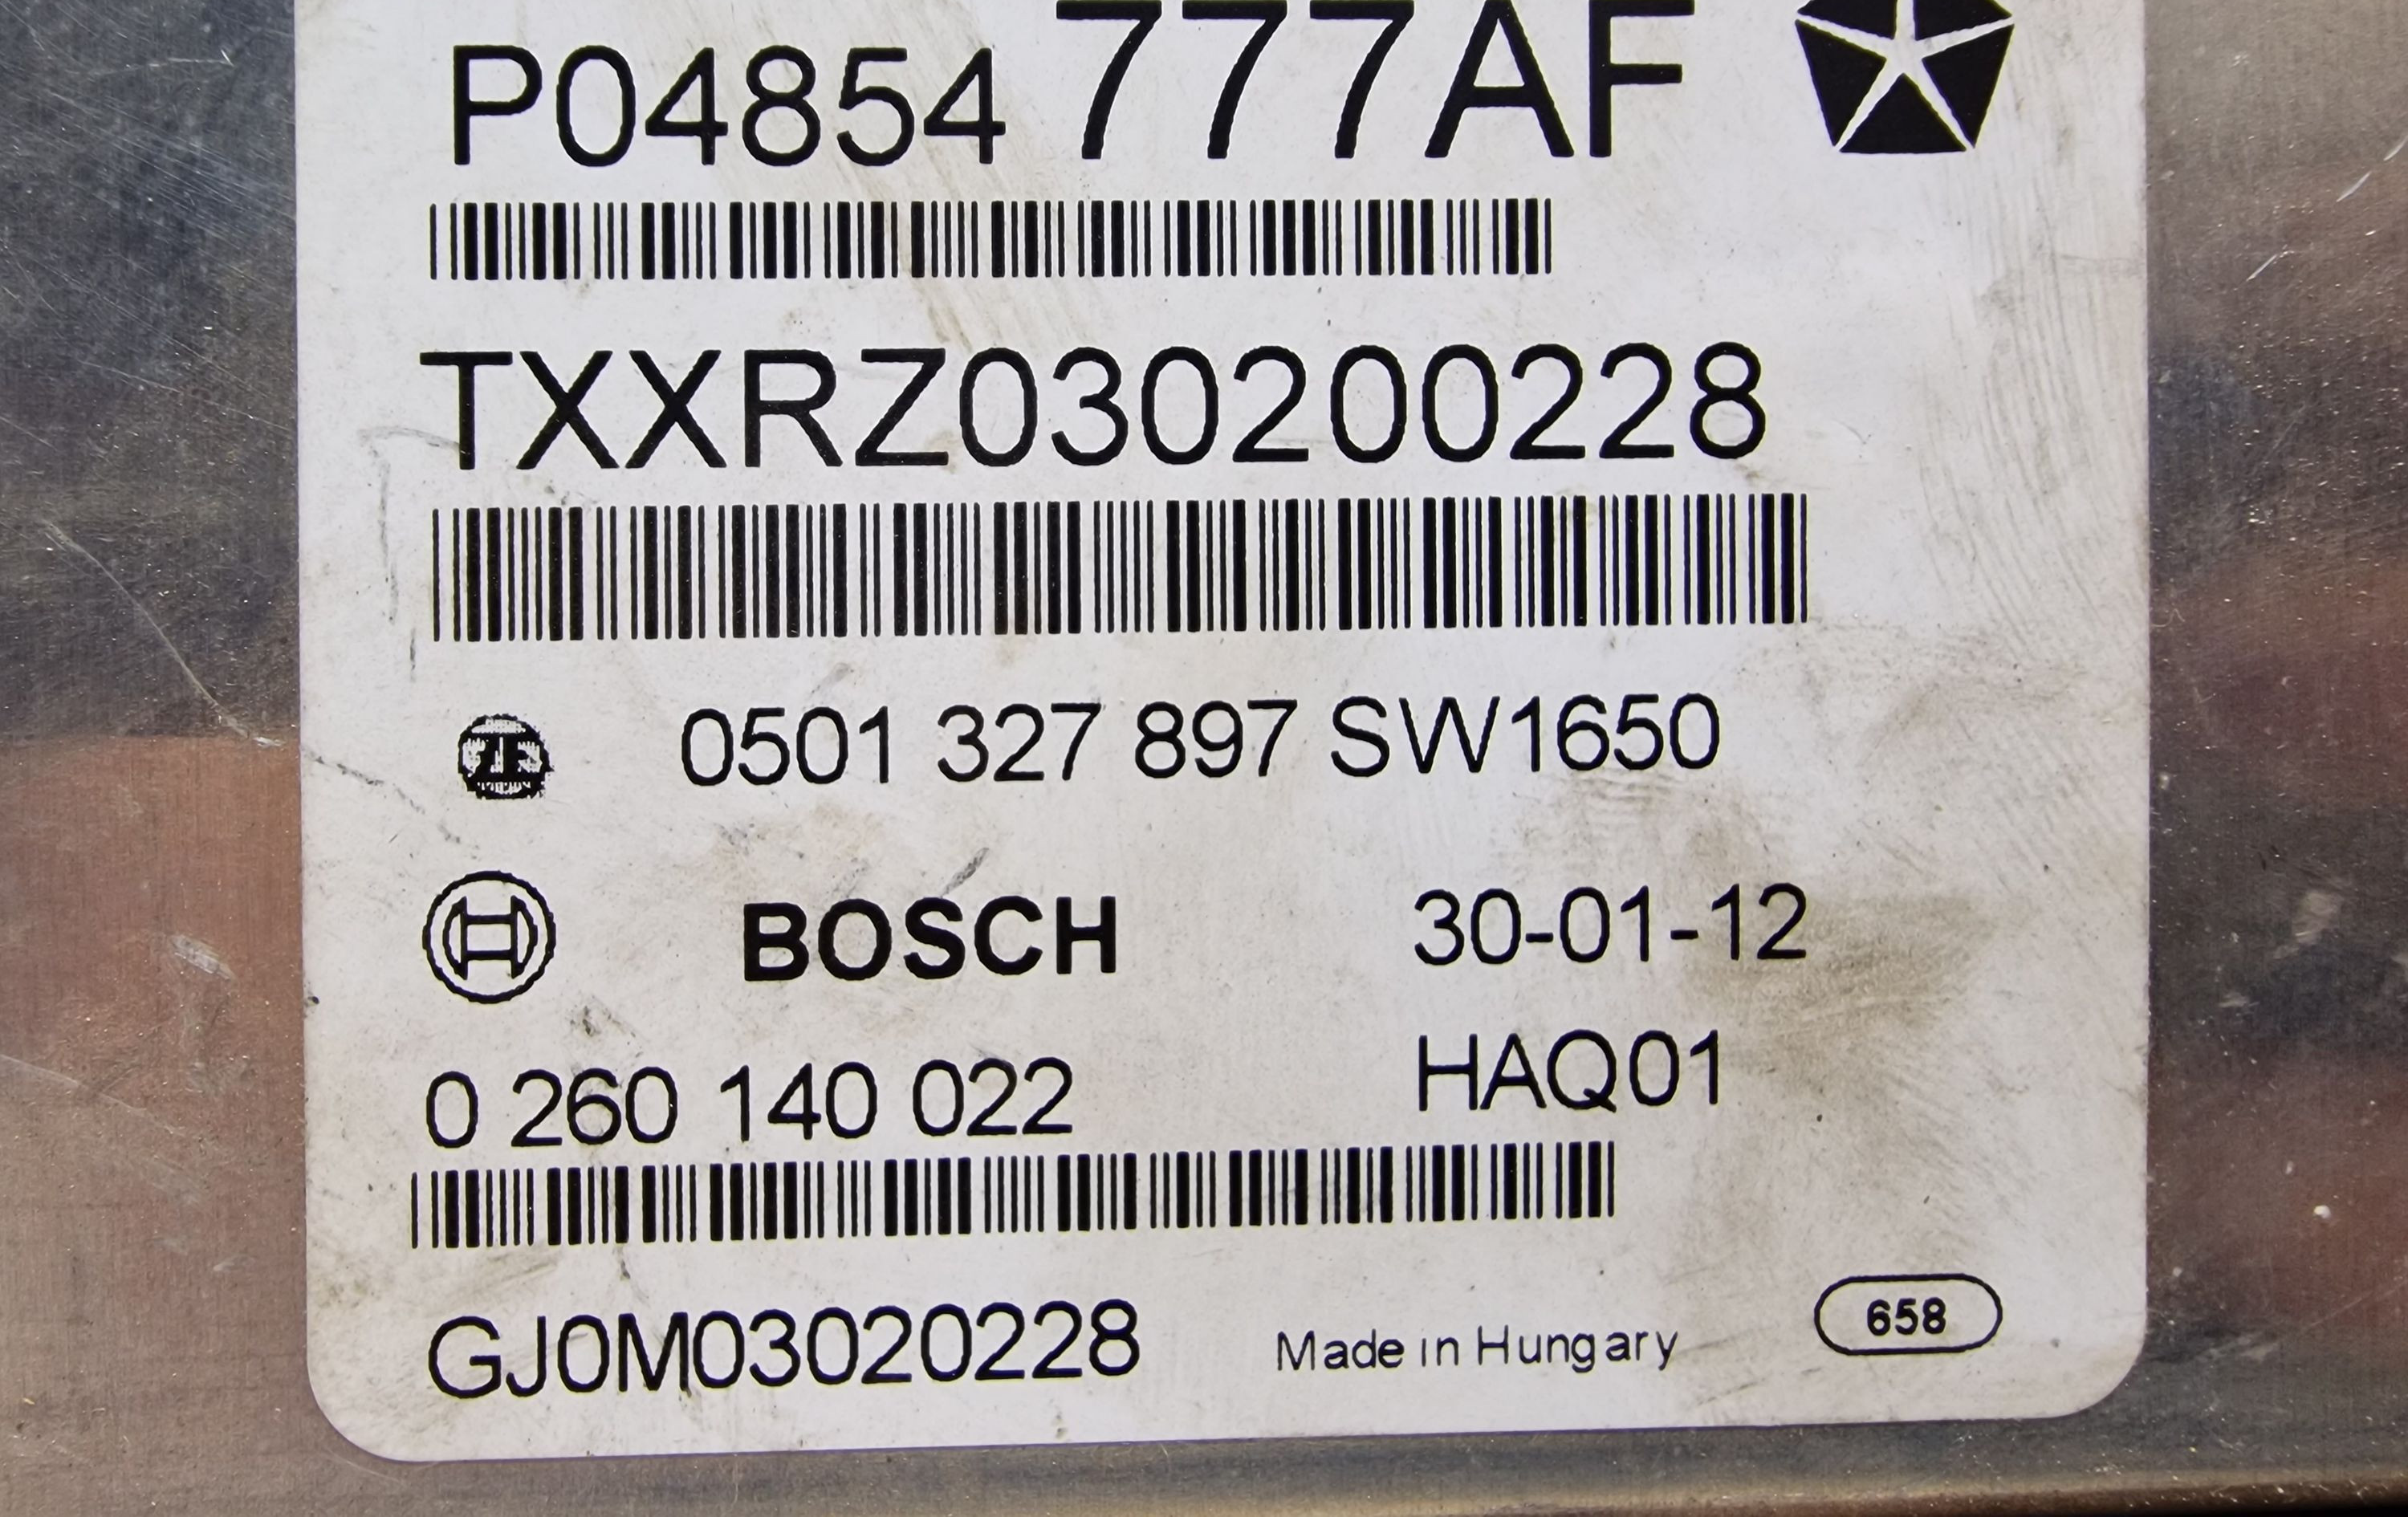 P04854 777AF
TXXRZ030200228
ZF
0501 327 897 SW1650
BOSCH 30-01-12
0 260 140 022 HAQ01
GJ0M03020228 Made in Hungary 658